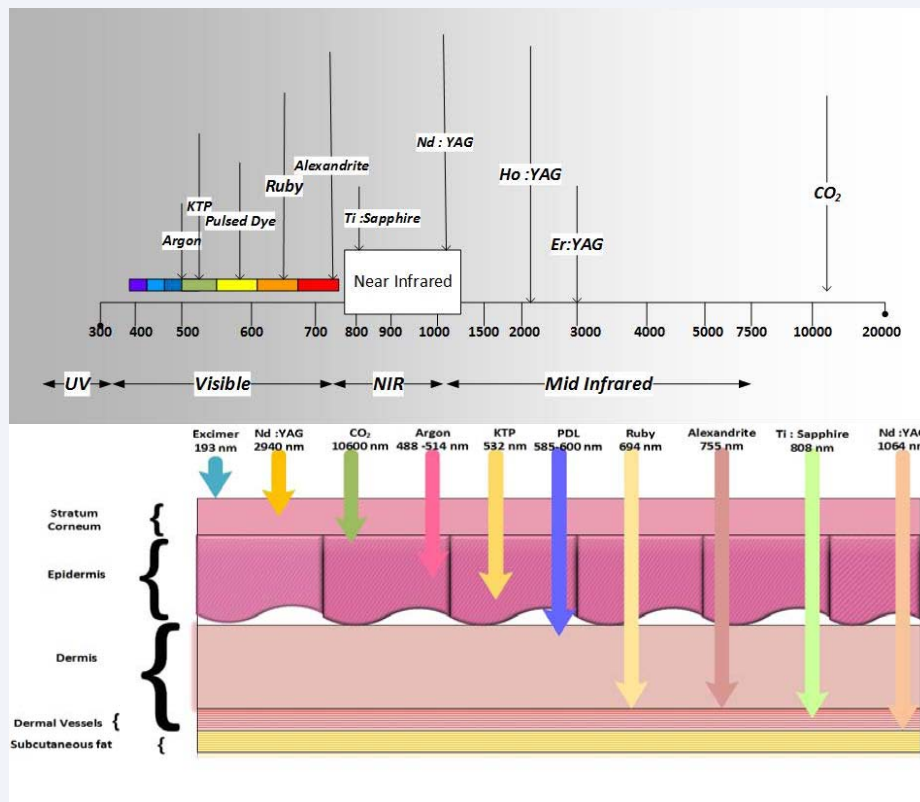 Nd : YAG
Alexandrite
Ho :YAG
KTP
Ruby
CO₂
Pulsed Dye
Ti :Sapphire
Argon
Er:YAG
Near Infrared
300 400 500 600 700 800 900 1000 1500 2000 3000 4000 5000 7500 10000 20000
UV Visible NIR Mid Infrared
Excimer Nd :YAG CO₂ Argon KTP PDL Ruby Alexandrite Ti : Sapphire Nd :YAG
193 nm 2940 nm 10600 nm 488 -514 nm 532 nm 585-600 nm 694 nm 755 nm 808 nm 1064 nm
Stratum
Corneum
Epidermis
Dermis
Dermal Vessels
Subcutaneous fat